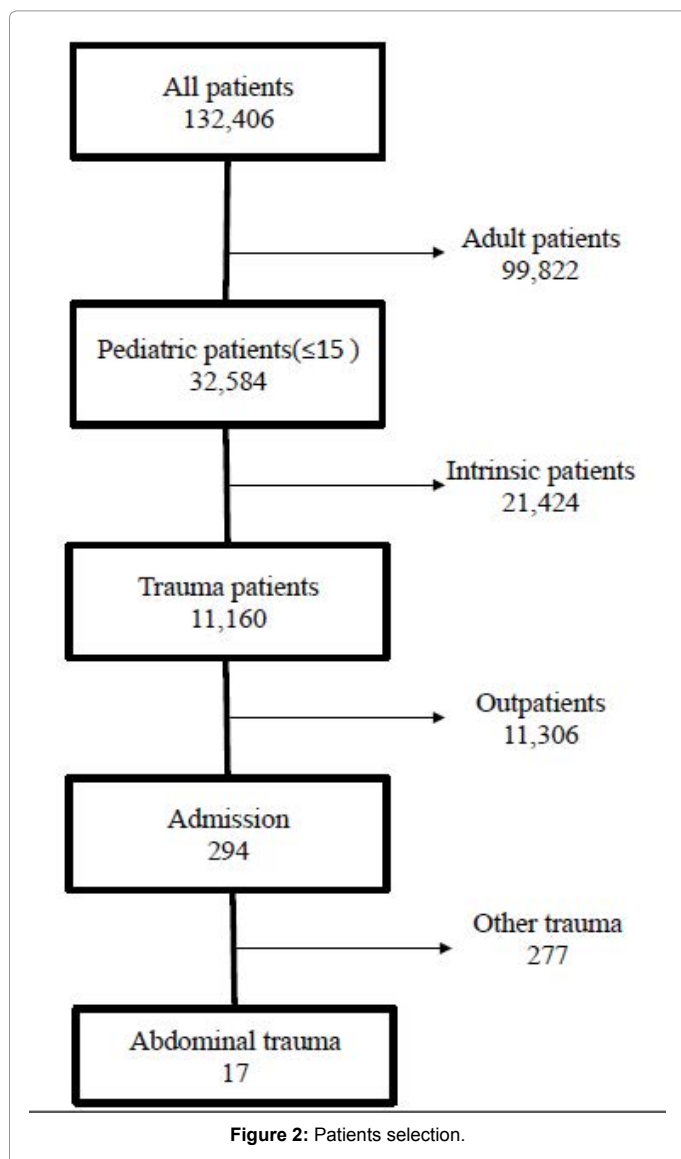 All patients
132,406
Adult patients
99,822
Pediatric patients(≤15 )
32,584
Intrinsic patients
21,424
Trauma patients
11,160
Outpatients
11,306
Admission
294
Other trauma
277
Abdominal trauma
17
Figure 2: Patients selection.